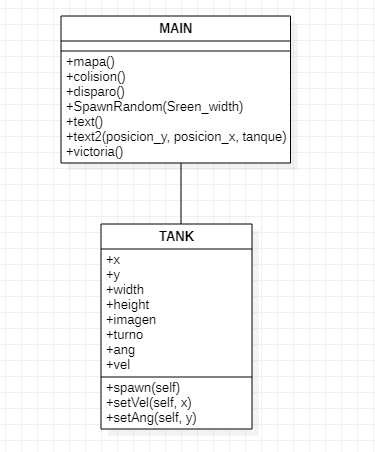 MAIN
+mapa()
+colision()
+disparo()
+SpawnRandom(Sreen_width)
+text()
+text2(posicion_y, posicion_x, tanque)
+victoria()
TANK
+x
+y
+width
+height
+imagen
+turno
+ang
+vel
+spawn(self)
+setVel(self, x)
+setAng(self, y)